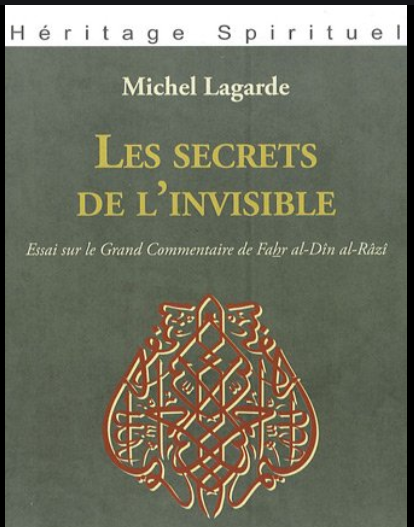 Héritage Spirituel
Michel Lagarde
LES SECRETS
DE L'INVISIBLE
Essai sur le Grand Commentaire de Fahr al-Dîn al-Râzî